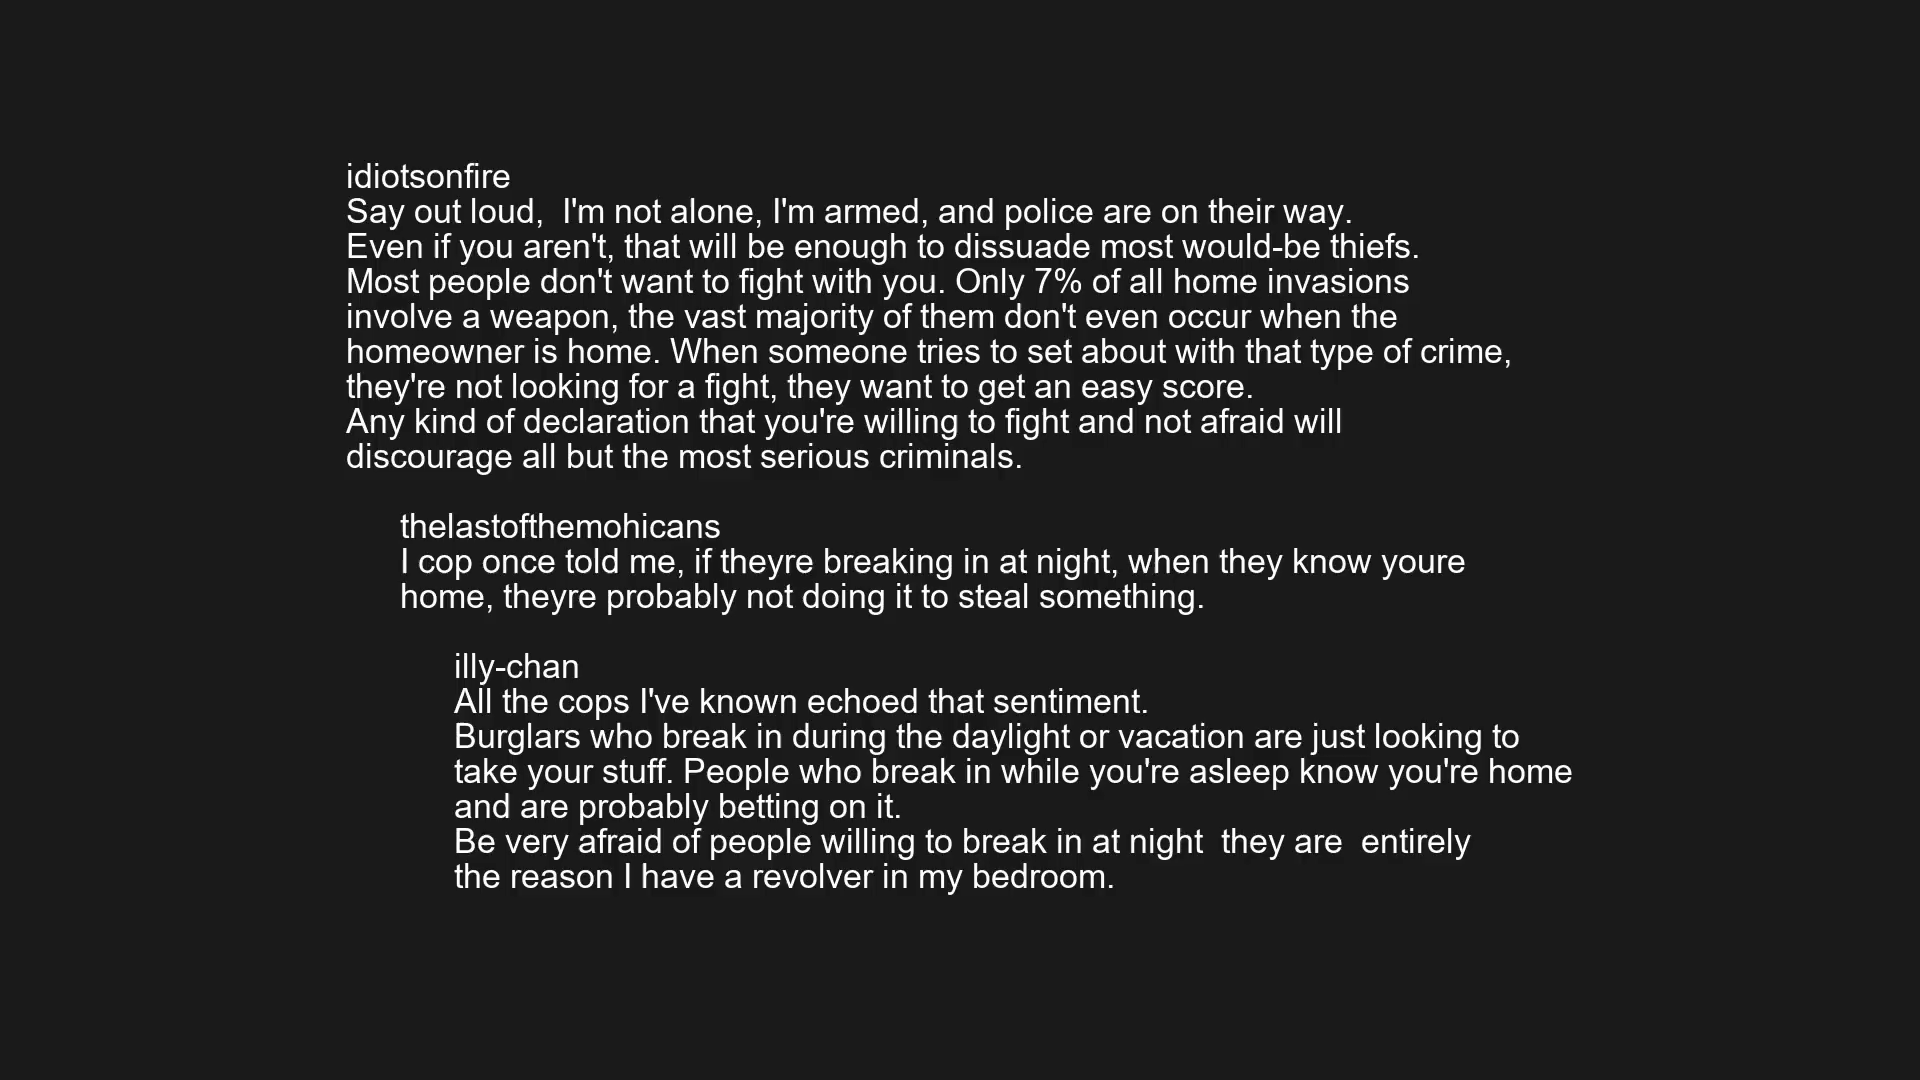 idiotsonfire
Say out loud,  I'm not alone, I'm armed, and police are on their way.
Even if you aren't, that will be enough to dissuade most would-be thiefs.
Most people don't want to fight with you. Only 7% of all home invasions
involve a weapon, the vast majority of them don't even occur when the
homeowner is home. When someone tries to set about with that type of crime,
they're not looking for a fight, they want to get an easy score.
Any kind of declaration that you're willing to fight and not afraid will
discourage all but the most serious criminals.
thelastofthemohicans
I cop once told me, if theyre breaking in at night, when they know youre
home, theyre probably not doing it to steal something.
illy-chan
All the cops I've known echoed that sentiment.
Burglars who break in during the daylight or vacation are just looking to
take your stuff. People who break in while you're asleep know you're home
and are probably betting on it.
Be very afraid of people willing to break in at night  they are  entirely
the reason I have a revolver in my bedroom.